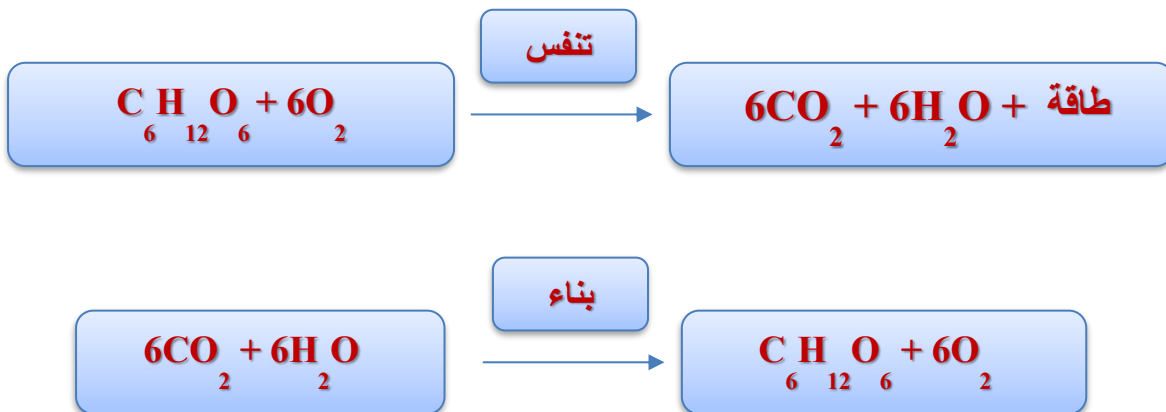 تنفس
C₆H₁₂O₆ + 6O₂
6CO₂ + 6H₂O + طاقة
بناء
6CO₂ + 6H₂O
C₆H₁₂O₆ + 6O₂